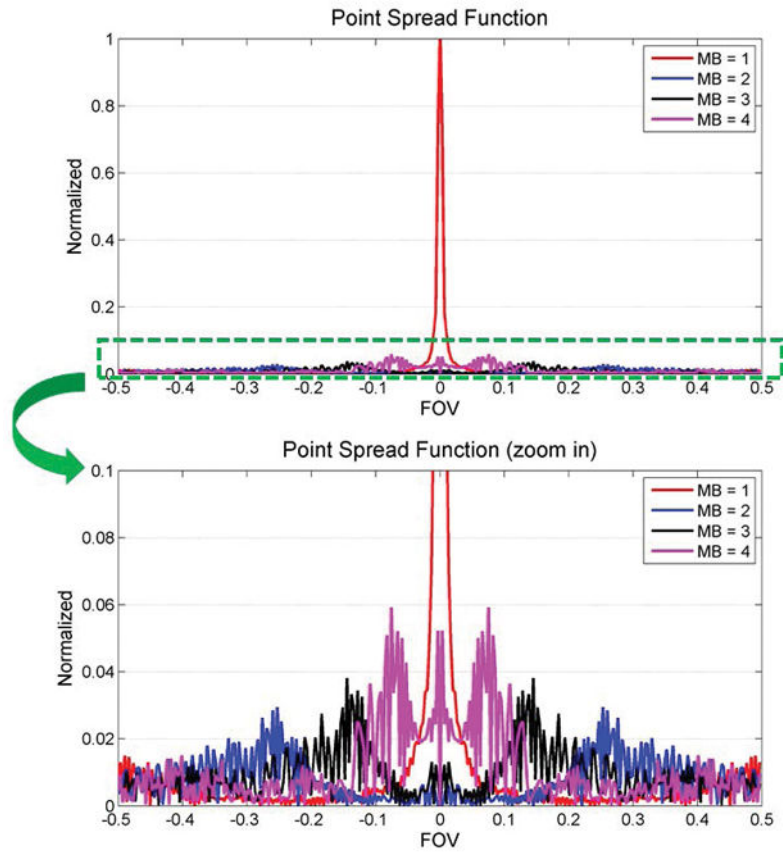 Point Spread Function
Normalized
1
0.8
0.6
0.4
0.2
0
-0.5 -0.4 -0.3 -0.2 -0.1 0 0.1 0.2 0.3 0.4 0.5
FOV
MB = 1
MB = 2
MB = 3
MB = 4
Point Spread Function (zoom in)
Normalized
0.1
0.08
0.06
0.04
0.02
0
-0.5 -0.4 -0.3 -0.2 -0.1 0 0.1 0.2 0.3 0.4 0.5
FOV
MB = 1
MB = 2
MB = 3
MB = 4